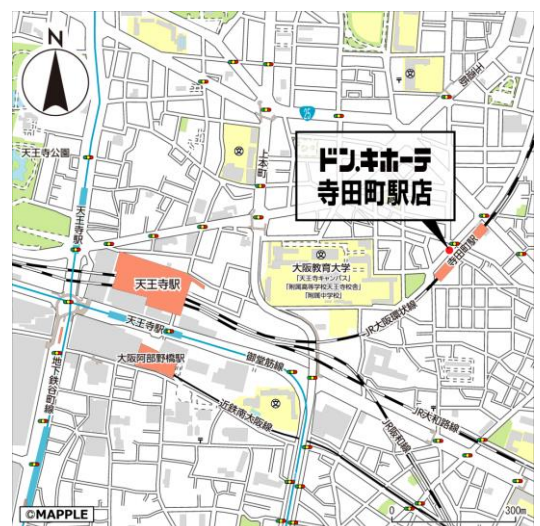 N
天王寺公園
天王寺駅
上本町
25
ドン.キホーテ
寺田町駅店
寺田町駅
大阪教育大学
「天王寺キャンパス」
「附属高等学校天王寺校舎」
「附属中学校」
天王寺駅
天王寺駅
大阪阿部野橋駅
御堂筋線
JR大阪環状線
地下鉄谷町線
近鉄南大阪線
JR大和路線
JR阪和線
©MAPPLE
0 300m